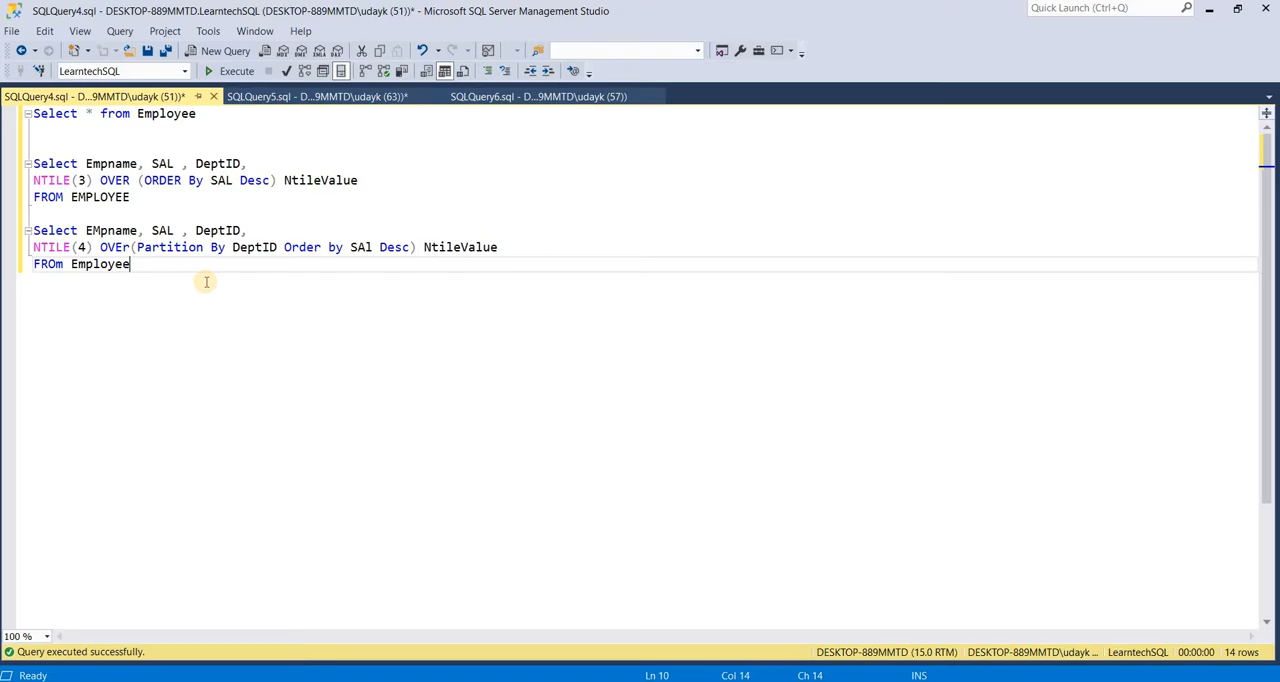 SQLQuery4.sql - DESKTOP-889MMTD.LearntechSQL (DESKTOP-889MMTD\udayk (51))* - Microsoft SQL Server Management Studio
Quick Launch (Ctrl+Q)
File Edit View Query Project Tools Window Help
New Query
LearntechSQL Execute
SQLQuery4.sql - D...9MMTD\udayk (51))* SQLQuery5.sql - D...9MMTD\udayk (63))* SQLQuery6.sql - D...9MMTD\udayk (57))
Select * from Employee
Select Empname, SAL , DeptID,
NTILE(3) OVER (ORDER By SAL Desc) NtileValue
FROM EMPLOYEE
Select EMpname, SAL , DeptID,
NTILE(4) OVEr(Partition By DeptID Order by SAl Desc) NtileValue
FROm Employee
100 %
Query executed successfully. DESKTOP-889MMTD (15.0 RTM) DESKTOP-889MMTD\udayk ... LearntechSQL 00:00:00 14 rows
Ready Ln 10 Col 14 Ch 14 INS